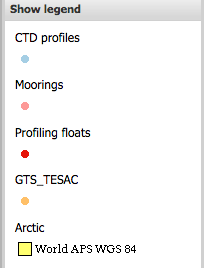 Show legend
CTD profiles
Moorings
Profiling floats
GTS_TESAC
Arctic
World APS WGS 84